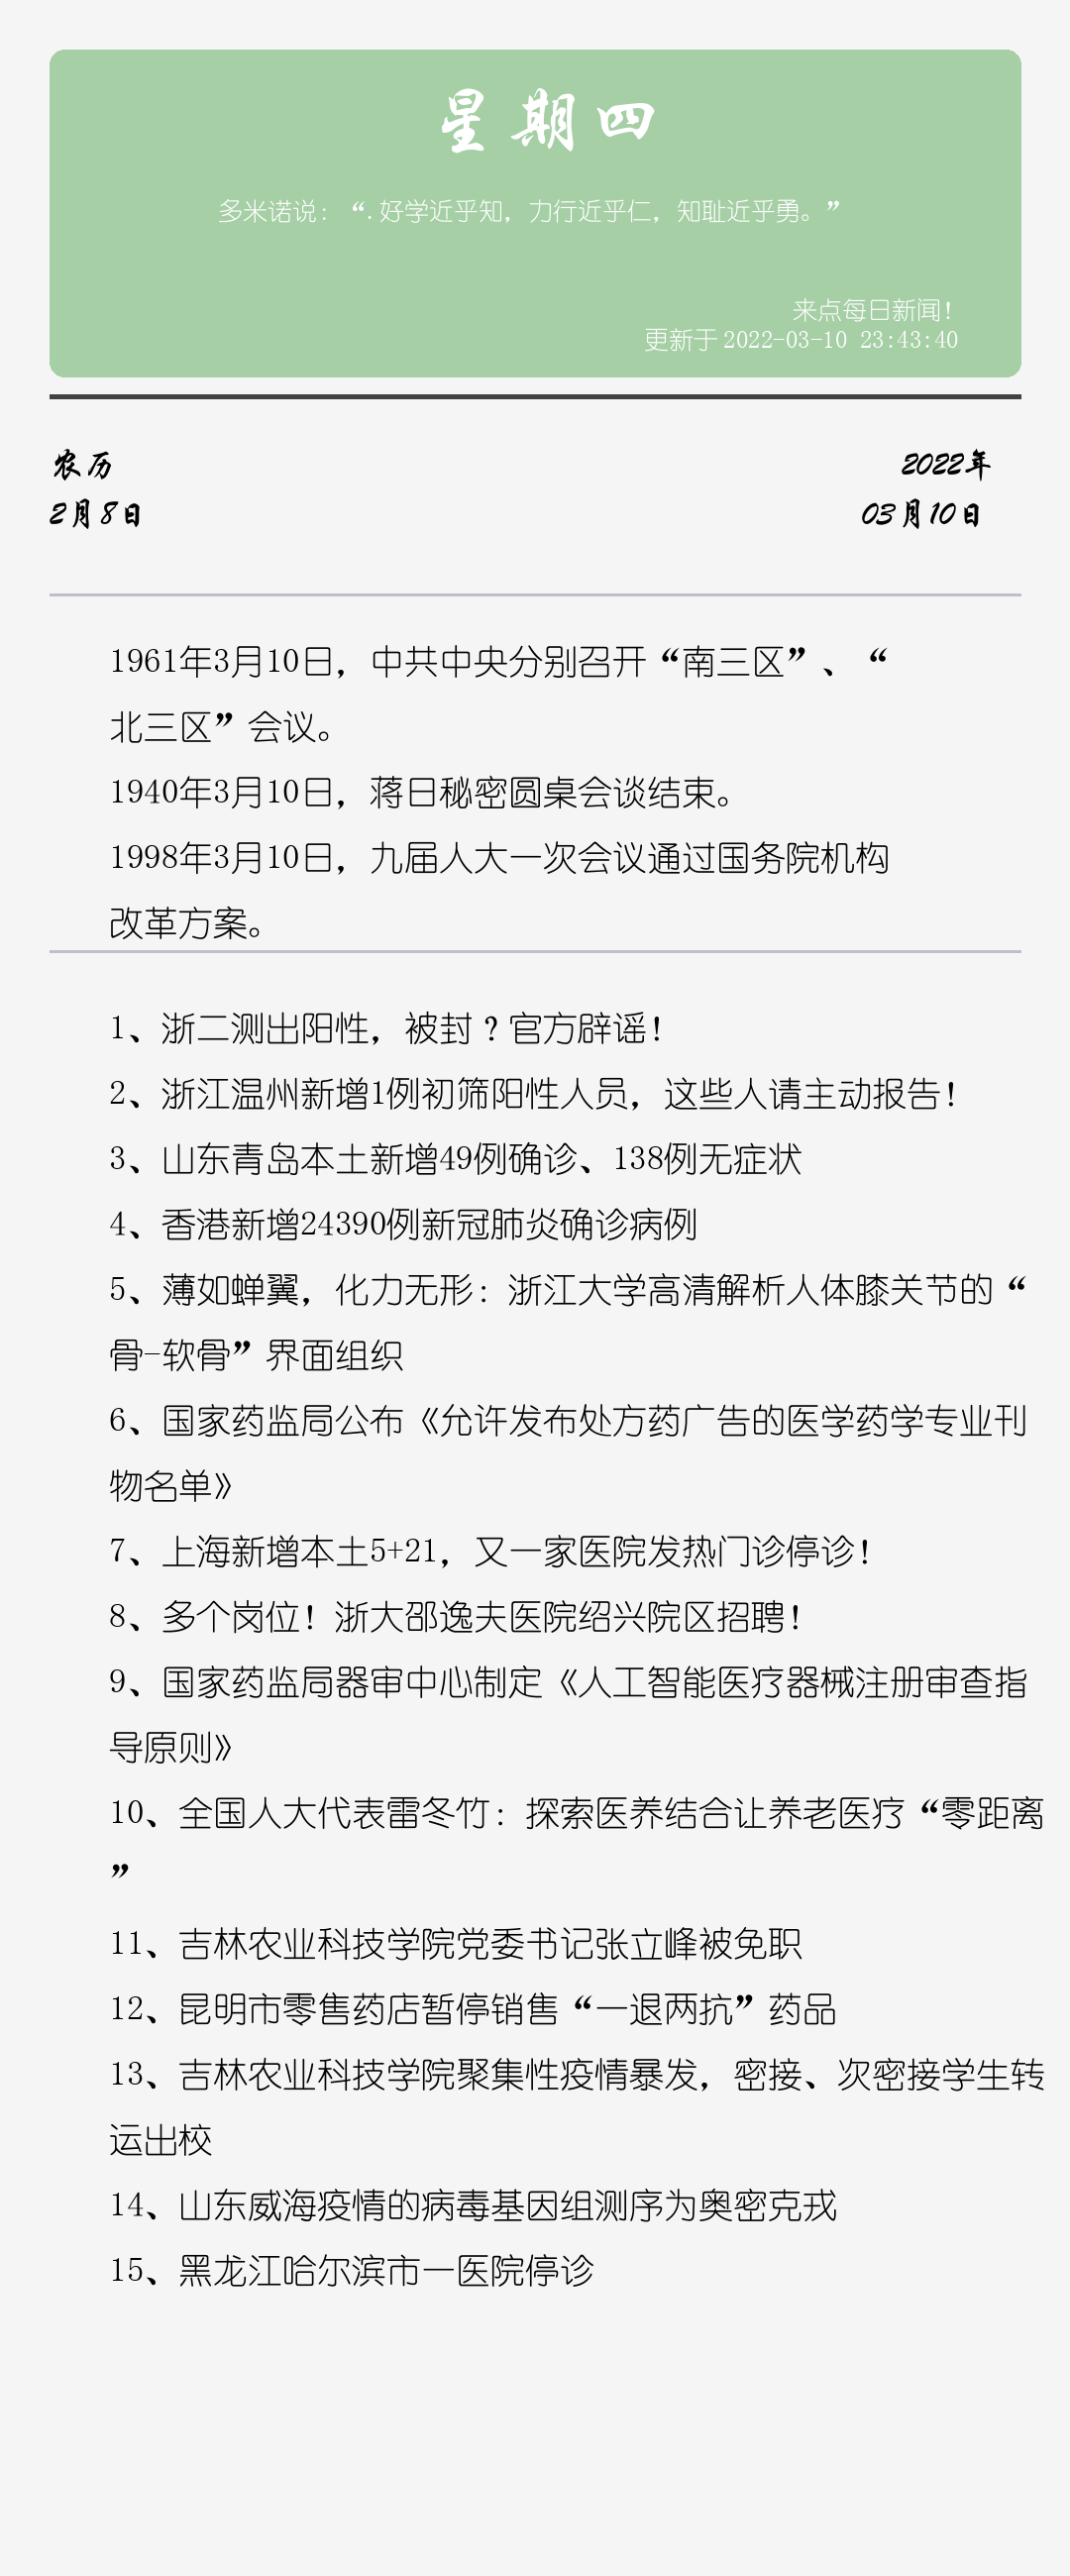 星期四
多米诺说：“.好学近乎知，力行近乎仁，知耻近乎勇。”
来点每日新闻！
更新于 2022-03-10 23:43:40
农历
2022年
2月8日
03月10日
1961年3月10日，中共中央分别召开“南三区”、“
北三区”会议。
1940年3月10日，蒋日秘密圆桌会谈结束。
1998年3月10日，九届人大一次会议通过国务院机构
改革方案。
1、浙二测出阳性，被封？官方辟谣！
2、浙江温州新增1例初筛阳性人员，这些人请主动报告！
3、山东青岛本土新增49例确诊、138例无症状
4、香港新增24390例新冠肺炎确诊病例
5、薄如蝉翼，化力无形：浙江大学高清解析人体膝关节的“
骨-软骨”界面组织
6、国家药监局公布《允许发布处方药广告的医学药学专业刊
物名单》
7、上海新增本土5+21，又一家医院发热门诊停诊！
8、多个岗位！浙大邵逸夫医院绍兴院区招聘！
9、国家药监局器审中心制定《人工智能医疗器械注册审查指
导原则》
10、全国人大代表雷冬竹：探索医养结合让养老医疗“零距离
”
11、吉林农业科技学院党委书记张立峰被免职
12、昆明市零售药店暂停销售“一退两抗”药品
13、吉林农业科技学院聚集性疫情暴发，密接、次密接学生转
运出校
14、山东威海疫情的病毒基因组测序为奥密克戎
15、黑龙江哈尔滨市一医院停诊